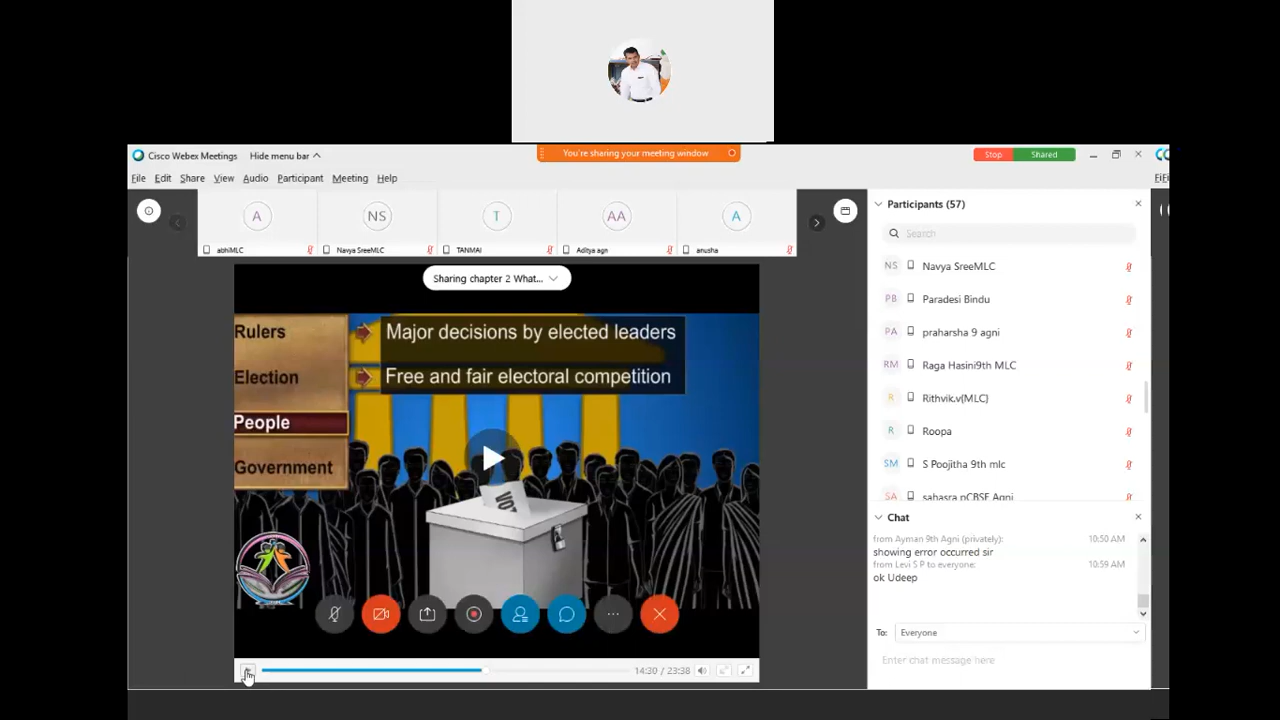 Cisco Webex Meetings
Hide menu bar
You're sharing your meeting window
Stop
Shared
File Edit Share View Audio Participant Meeting Help
A
NS
T
AA
A
abhiMLC
Navya SreeMLC
TANMAI
Aditya agn
anusha
Sharing chapter 2 What...
Rulers
Major decisions by elected leaders
Election
Free and fair electoral competition
People
Government
VOT
14:30 / 23:38
Participants (57)
Search
NS Navya SreeMLC
PB Paradesi Bindu
PA praharsha 9 agni
RM Raga Hasini9th MLC
R Rithvik.v(MLC)
R Roopa
SM S Poojitha 9th mlc
SA sahasra pCBSE Agni
Chat
from Ayman 9th Agni (privately): 10:50 AM
showing error occurred sir
from Levi S P to everyone: 10:59 AM
ok Udeep
To: Everyone
Enter chat message here